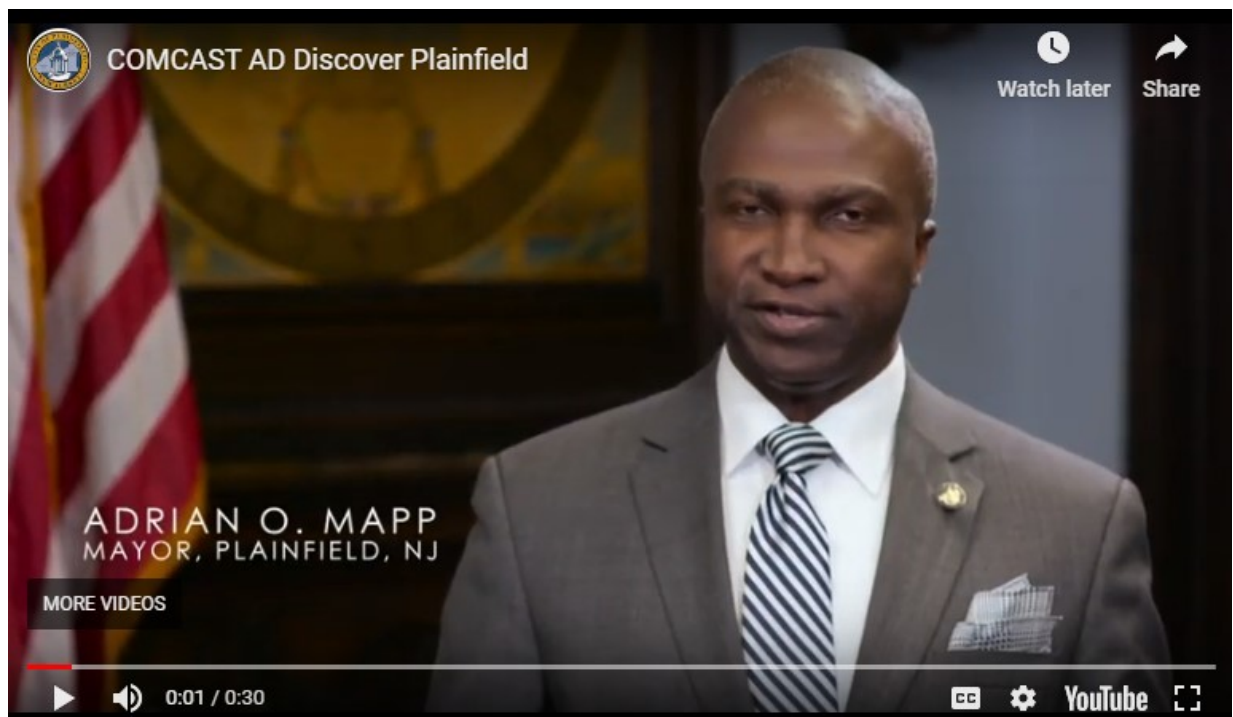 COMCAST AD Discover Plainfield
Watch later
Share
ADRIAN O. MAPP
MAYOR, PLAINFIELD, NJ
MORE VIDEOS
0:01 / 0:30
CC
YouTube